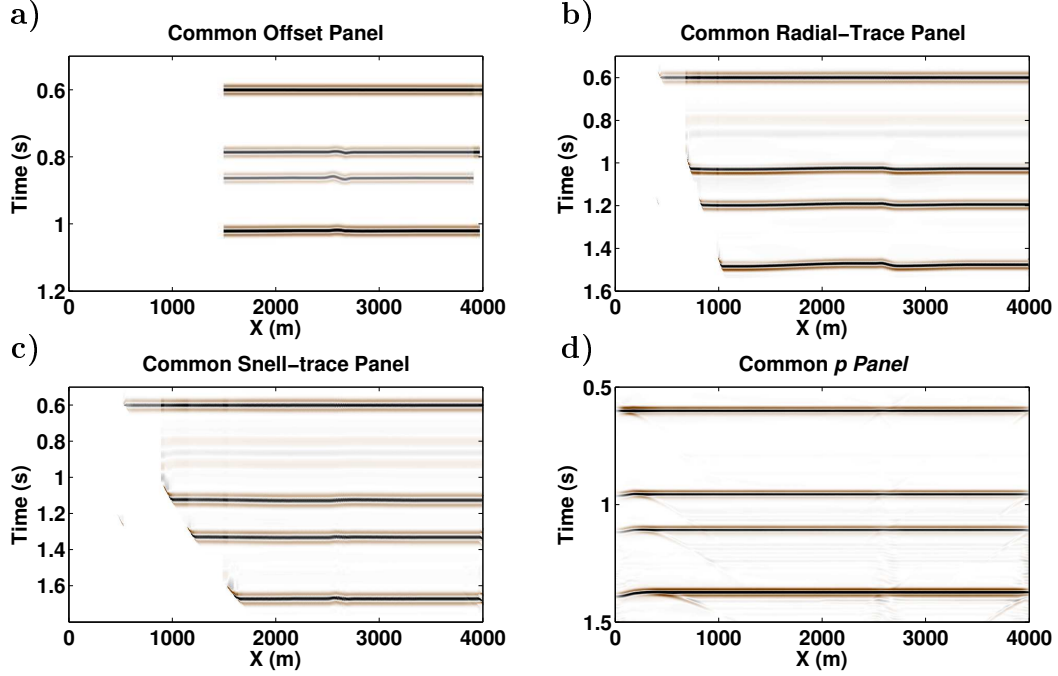 a)
Common Offset Panel
0.6
0.8
1
1.2
Time (s)
0 1000 2000 3000 4000
X (m)
b)
Common Radial−Trace Panel
0.6
0.8
1
1.2
1.4
1.6
Time (s)
0 1000 2000 3000 4000
X (m)
c)
Common Snell−trace Panel
0.6
0.8
1
1.2
1.4
1.6
Time (s)
0 1000 2000 3000 4000
X (m)
d)
Common p Panel
0.5
1
1.5
Time (s)
0 1000 2000 3000 4000
X (m)